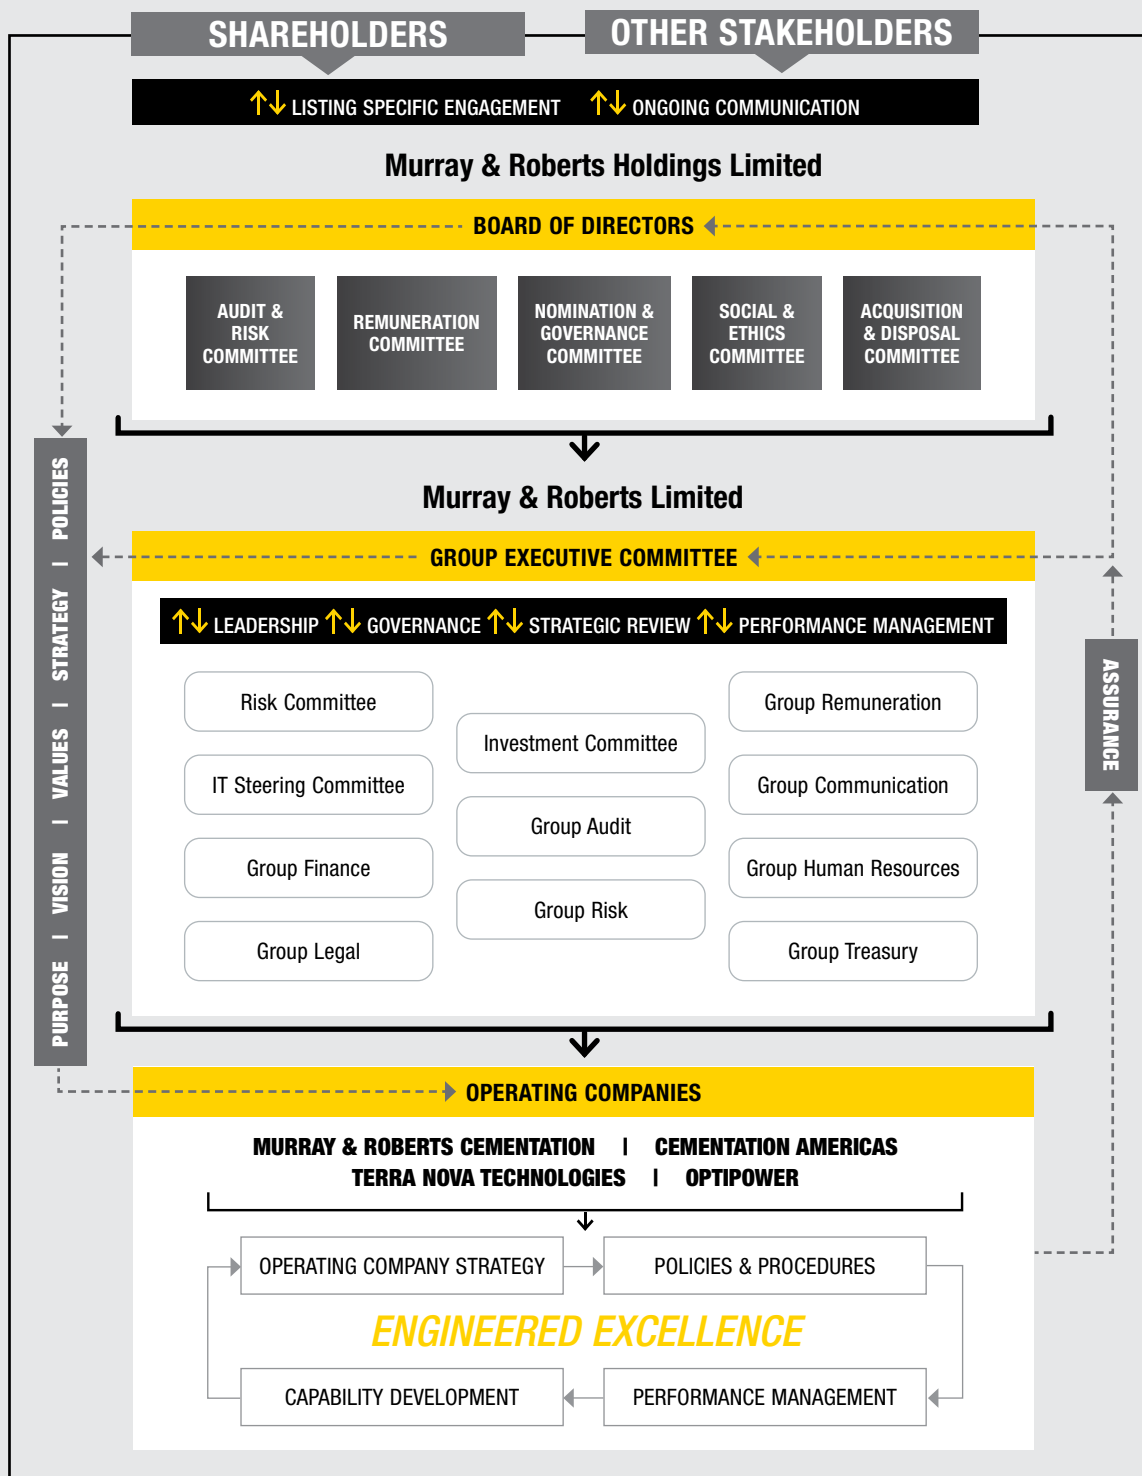 SHAREHOLDERS
OTHER STAKEHOLDERS
↑↓ LISTING SPECIFIC ENGAGEMENT ↑↓ ONGOING COMMUNICATION
Murray & Roberts Holdings Limited
BOARD OF DIRECTORS
AUDIT &
RISK
COMMITTEE
REMUNERATION
COMMITTEE
NOMINATION &
GOVERNANCE
COMMITTEE
SOCIAL &
ETHICS
COMMITTEE
ACQUISITION
& DISPOSAL
COMMITTEE
PURPOSE | VISION | VALUES | STRATEGY | POLICIES
Murray & Roberts Limited
GROUP EXECUTIVE COMMITTEE
↑↓ LEADERSHIP ↑↓ GOVERNANCE ↑↓ STRATEGIC REVIEW ↑↓ PERFORMANCE MANAGEMENT
Risk Committee
IT Steering Committee
Group Finance
Group Legal
Investment Committee
Group Audit
Group Risk
Group Remuneration
Group Communication
Group Human Resources
Group Treasury
ASSURANCE
OPERATING COMPANIES
MURRAY & ROBERTS CEMENTATION | CEMENTATION AMERICAS
TERRA NOVA TECHNOLOGIES | OPTIPOWER
OPERATING COMPANY STRATEGY
POLICIES & PROCEDURES
ENGINEERED EXCELLENCE
CAPABILITY DEVELOPMENT
PERFORMANCE MANAGEMENT